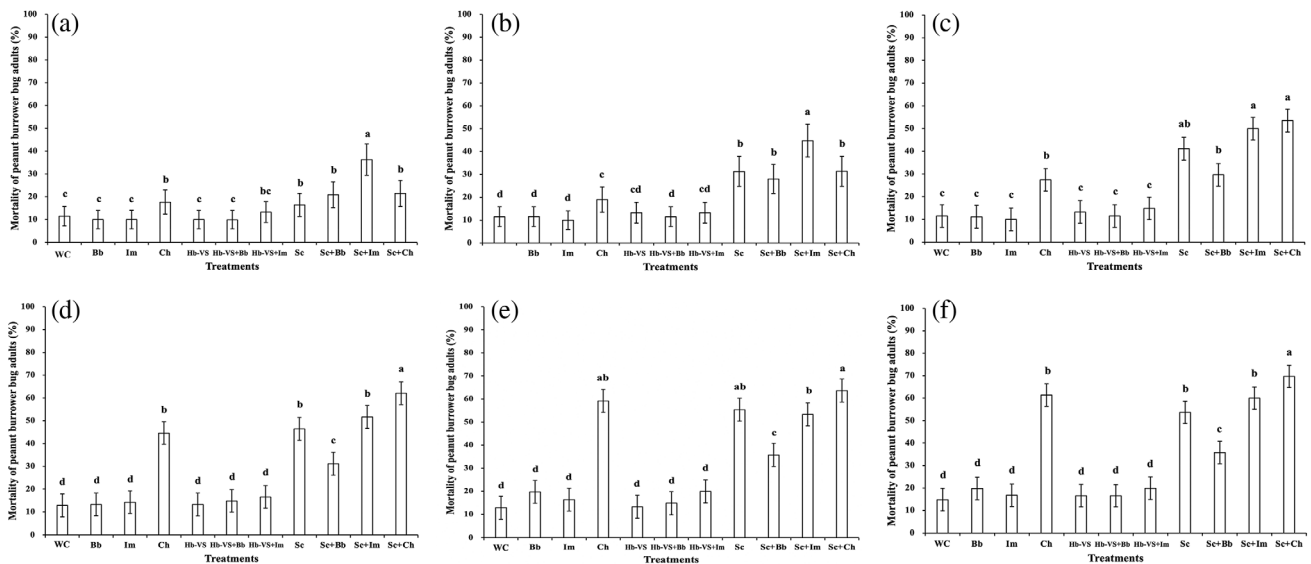 (a)
Mortality of peanut burrower bug adults (%)
100
90
80
70
60
50
40
30
20
10
0
c c c b c c bc b b a b
WC Bb Im Ch Hb-VS Hb-VS+Bb Hb-VS+Im Sc Sc+Bb Sc+Im Sc+Ch
Treatments
(b)
Mortality of peanut burrower bug adults (%)
100
90
80
70
60
50
40
30
20
10
0
d d d c cd d cd b b a b
WC Bb Im Ch Hb-VS Hb-VS+Bb Hb-VS+Im Sc Sc+Bb Sc+Im Sc+Ch
Treatments
(c)
Mortality of peanut burrower bug adults (%)
100
90
80
70
60
50
40
30
20
10
0
c c c b c c c ab b a a
WC Bb Im Ch Hb-VS Hb-VS+Bb Hb-VS+Im Sc Sc+Bb Sc+Im Sc+Ch
Treatments
(d)
Mortality of peanut burrower bug adults (%)
100
90
80
70
60
50
40
30
20
10
0
d d d b d d d b c b a
WC Bb Im Ch Hb-VS Hb-VS+Bb Hb-VS+Im Sc Sc+Bb Sc+Im Sc+Ch
Treatments
(e)
Mortality of peanut burrower bug adults (%)
100
90
80
70
60
50
40
30
20
10
0
d d d ab d d d ab c b a
WC Bb Im Ch Hb-VS Hb-VS+Bb Hb-VS+Im Sc Sc+Bb Sc+Im Sc+Ch
Treatments
(f)
Mortality of peanut burrower bug adults (%)
100
90
80
70
60
50
40
30
20
10
0
d d d b d d d b c b a
WC Bb Im Ch Hb-VS Hb-VS+Bb Hb-VS+Im Sc Sc+Bb Sc+Im Sc+Ch
Treatments